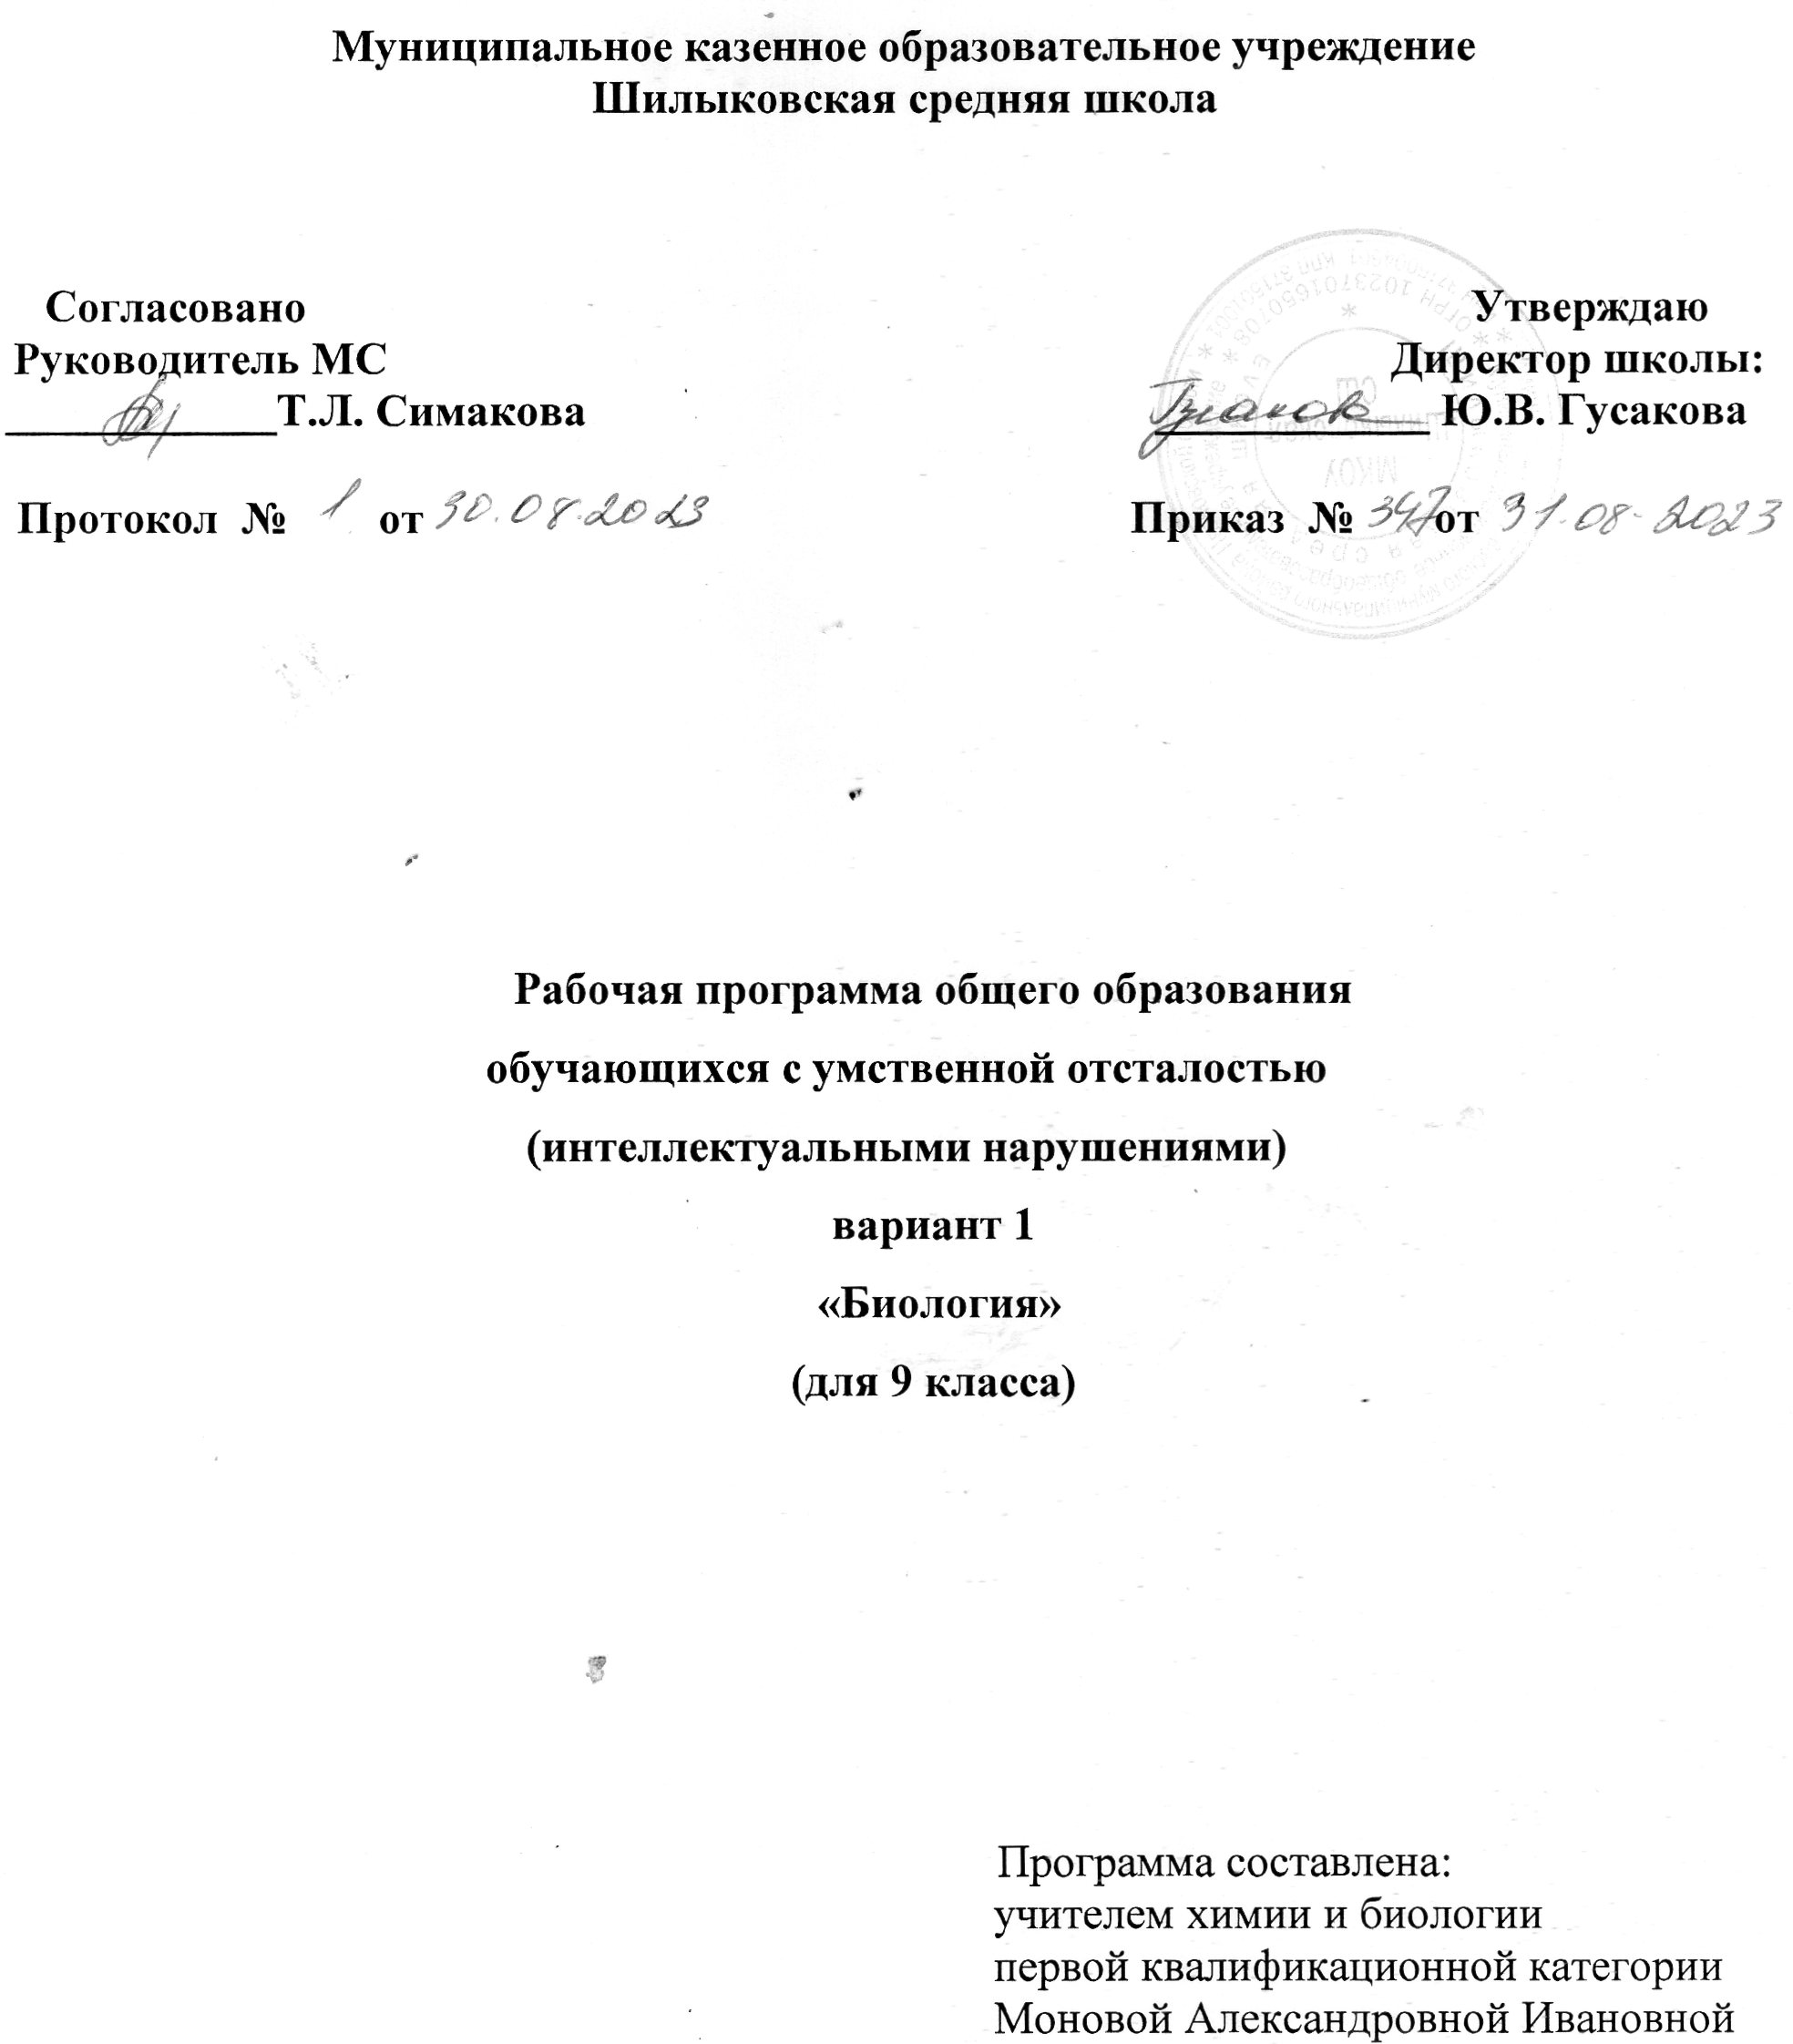 Муниципальное казенное образовательное учреждение
Шилыковская средняя школа
Согласовано
Руководитель МС
Т.Л. Симакова
Протокол № 1 от 30.08.2023
Утверждаю
Директор школы:
Ю.В. Гусакова
Приказ № 347 от 31.08.2023
МКОУ
Рабочая программа общего образования
обучающихся с умственной отсталостью
(интеллектуальными нарушениями)
вариант 1
«Биология»
(для 9 класса)
Программа составлена:
учителем химии и биологии
первой квалификационной категории
Моновой Александровной Ивановной